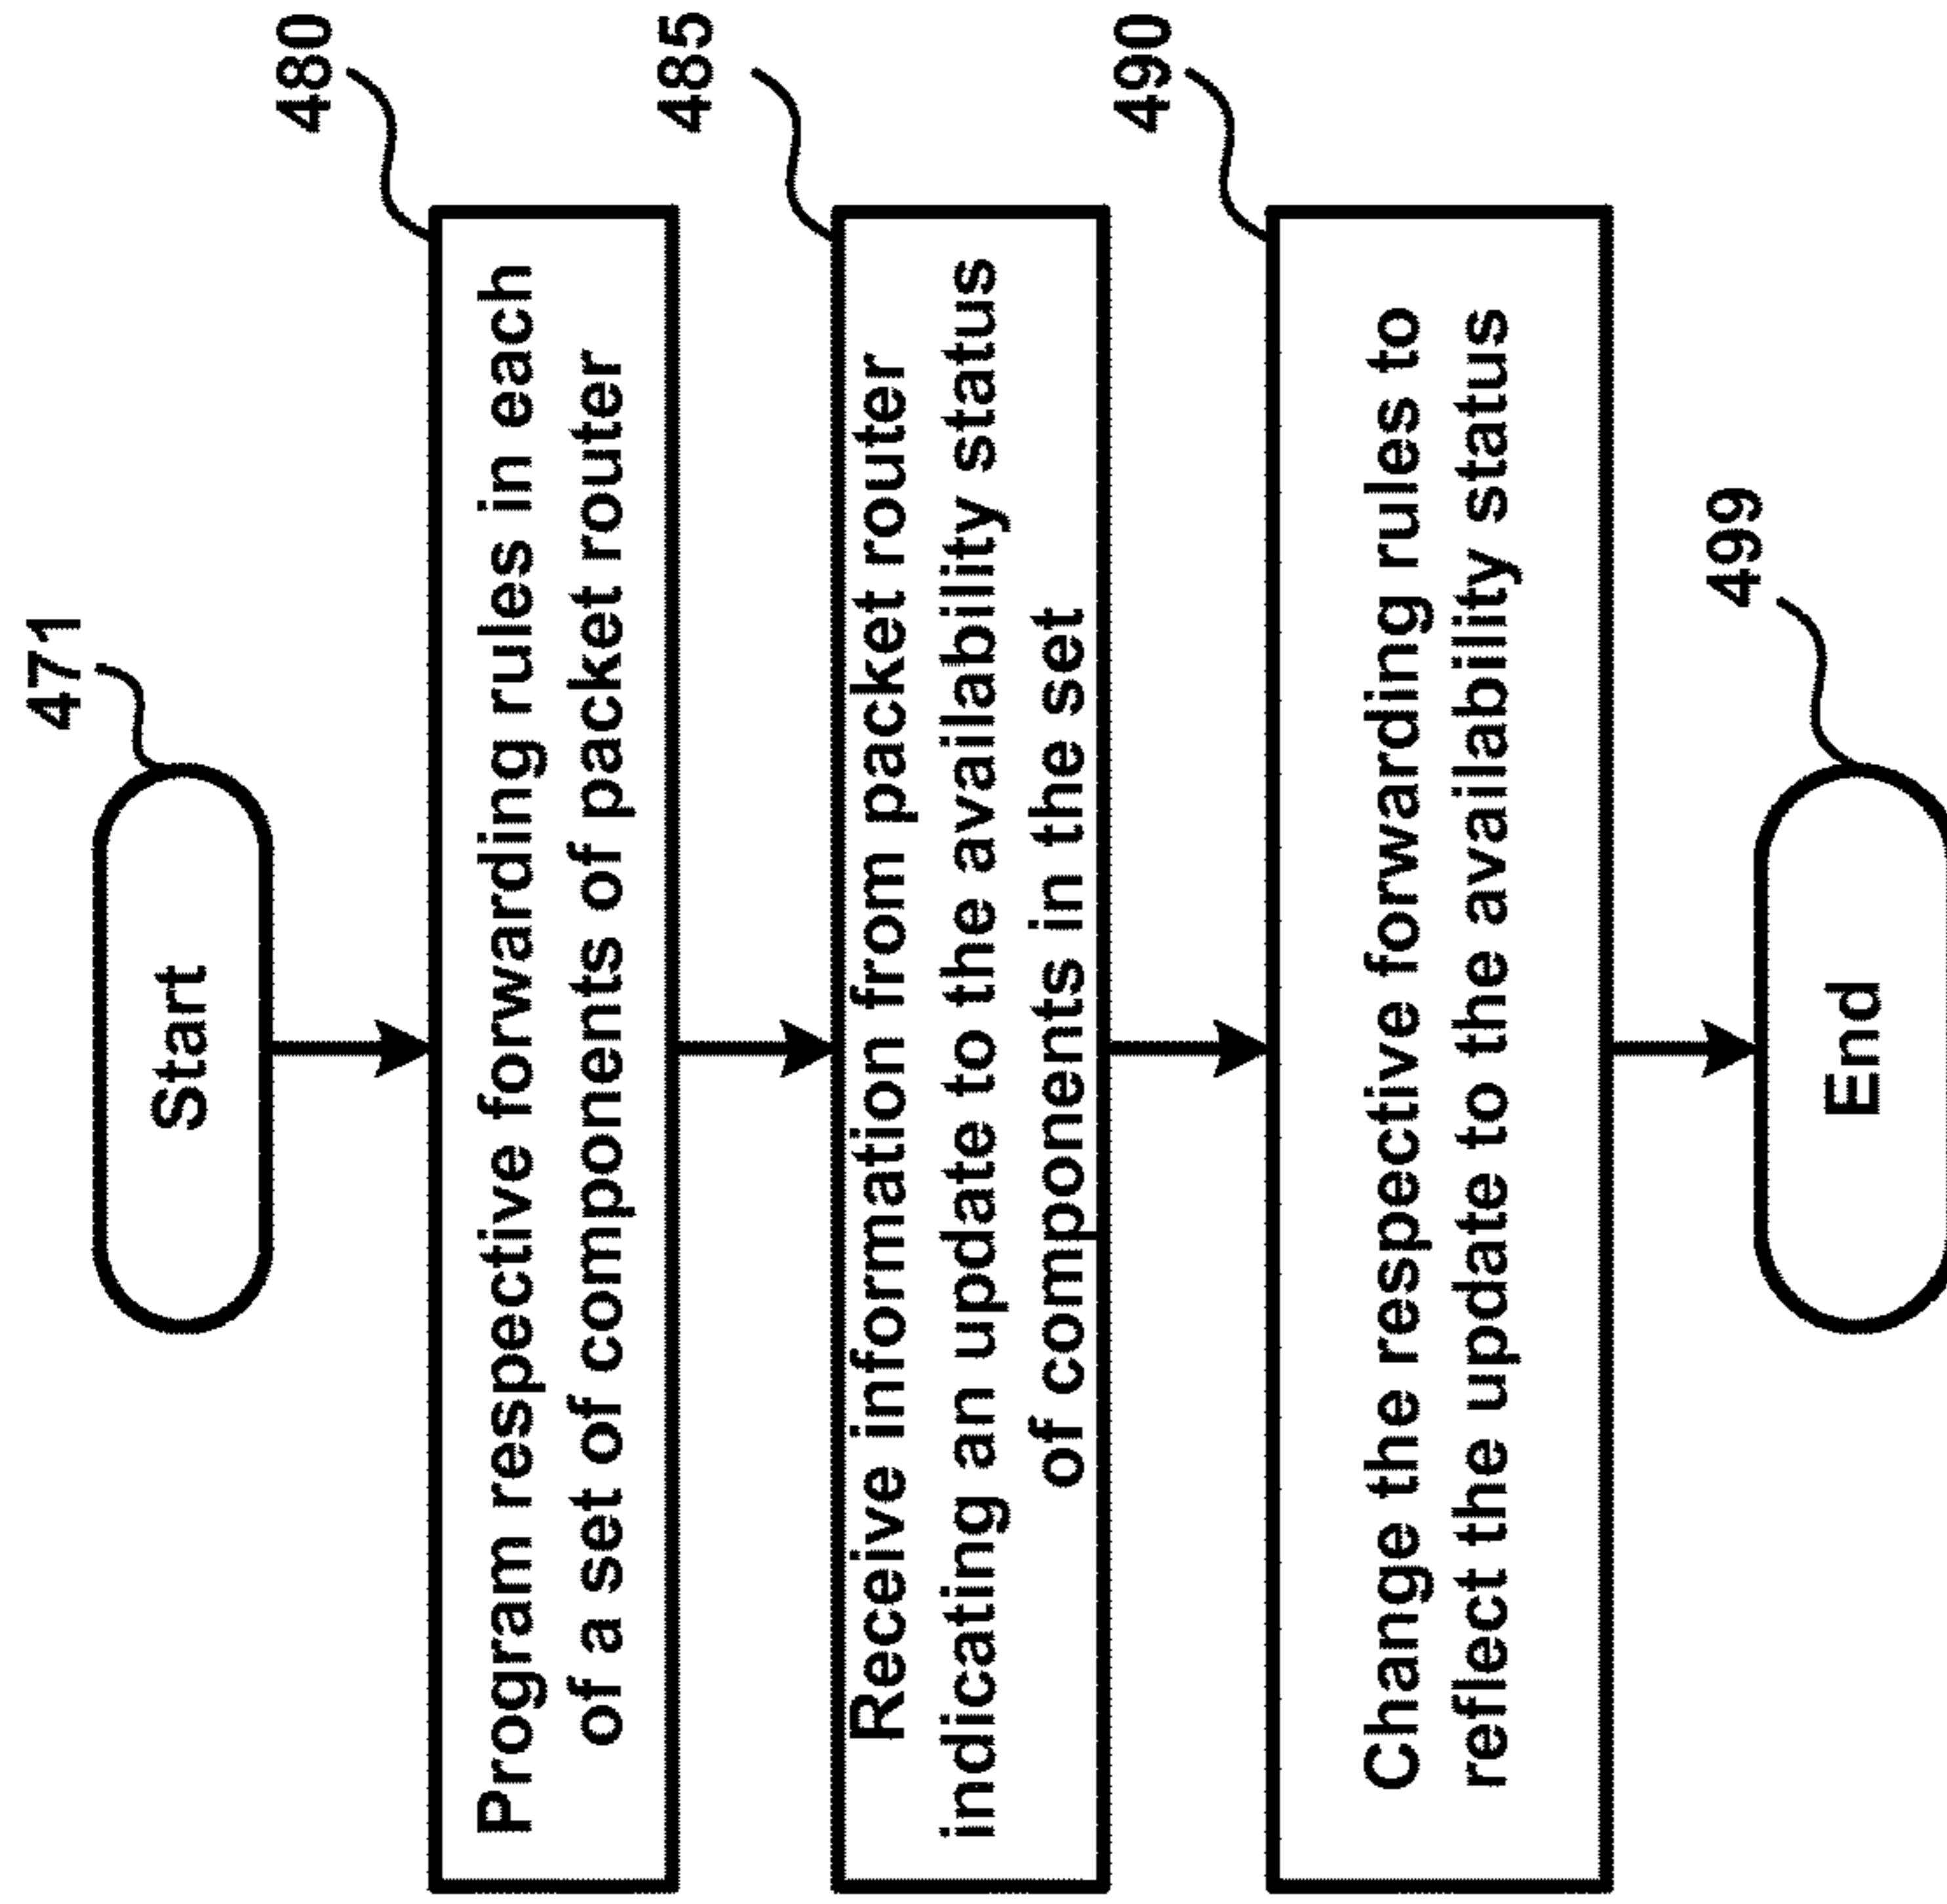 471
Start
480
Program respective forwarding rules in each
of a set of components of packet router
485
Receive information from packet router
indicating an update to the availability status
of components in the set
490
Change the respective forwarding rules to
reflect the update to the availability status
499
End